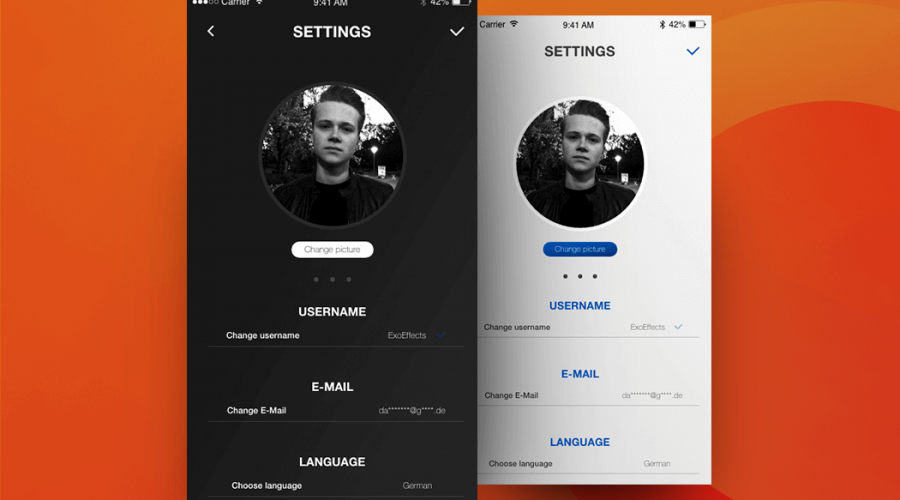 Carrier 9:41 AM 42%
SETTINGS
Change picture
USERNAME
Change username ExoEffects
E-MAIL
Change E-Mail da*******@g****.de
LANGUAGE
Choose language German
Carrier 9:41 AM 42%
SETTINGS
Change picture
USERNAME
Change username ExoEffects
E-MAIL
Change E-Mail da*******@g****.de
LANGUAGE
Choose language German